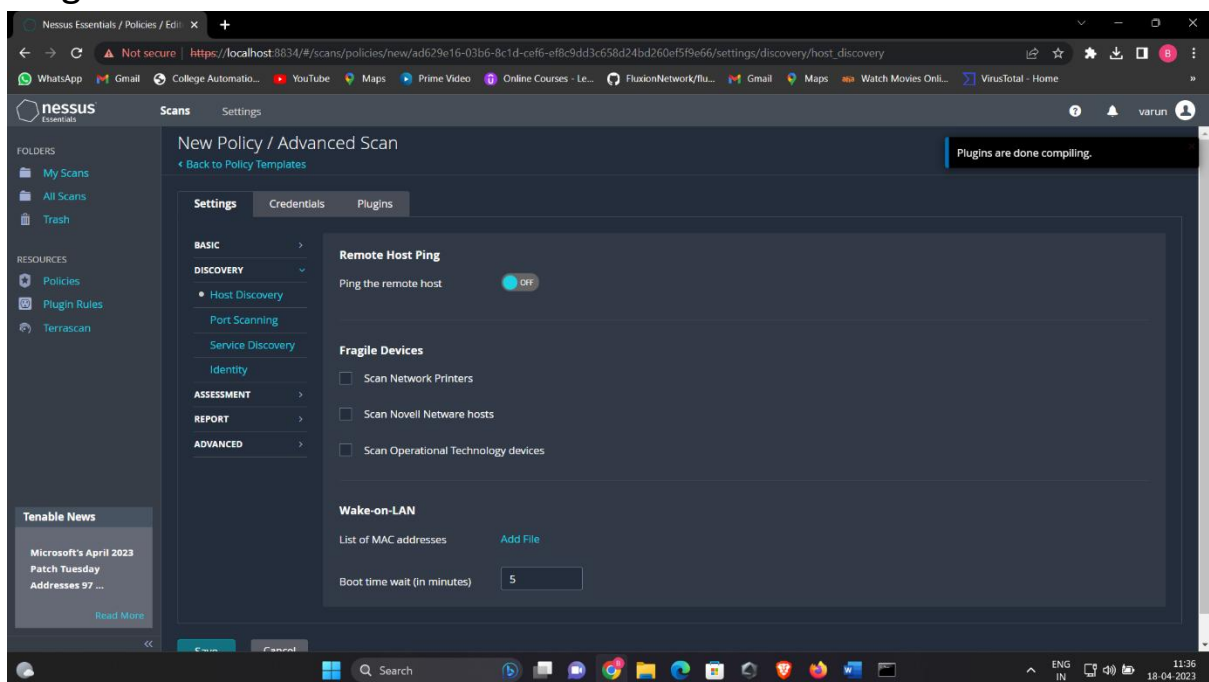 Nessus Essentials / Policies / Edit
Not secure | https://localhost:8834/#/scans/policies/new/ad629e16-03b6-8c1d-cef6-ef8c9dd3c658d24bd260ef5f9e66/settings/discovery/host_discovery
B
WhatsApp Gmail College Automatio... YouTube Maps Prime Video Online Courses - Le... FluxionNetwork/flu... Gmail Maps Watch Movies Onli... VirusTotal - Home »
nessus Essentials Scans Settings varun
FOLDERS
My Scans
All Scans
Trash
RESOURCES
Policies
Plugin Rules
Terrascan
Tenable News
Microsoft's April 2023
Patch Tuesday
Addresses 97 ...
Read More
New Policy / Advanced Scan
Back to Policy Templates
Plugins are done compiling.
Settings Credentials Plugins
BASIC
DISCOVERY
Host Discovery
Port Scanning
Service Discovery
Identity
ASSESSMENT
REPORT
ADVANCED
Remote Host Ping
Ping the remote host OFF
Fragile Devices
Scan Network Printers
Scan Novell Netware hosts
Scan Operational Technology devices
Wake-on-LAN
List of MAC addresses Add File
Boot time wait (in minutes) 5
Save Cancel
Search
ENG
IN
11:36
18-04-2023